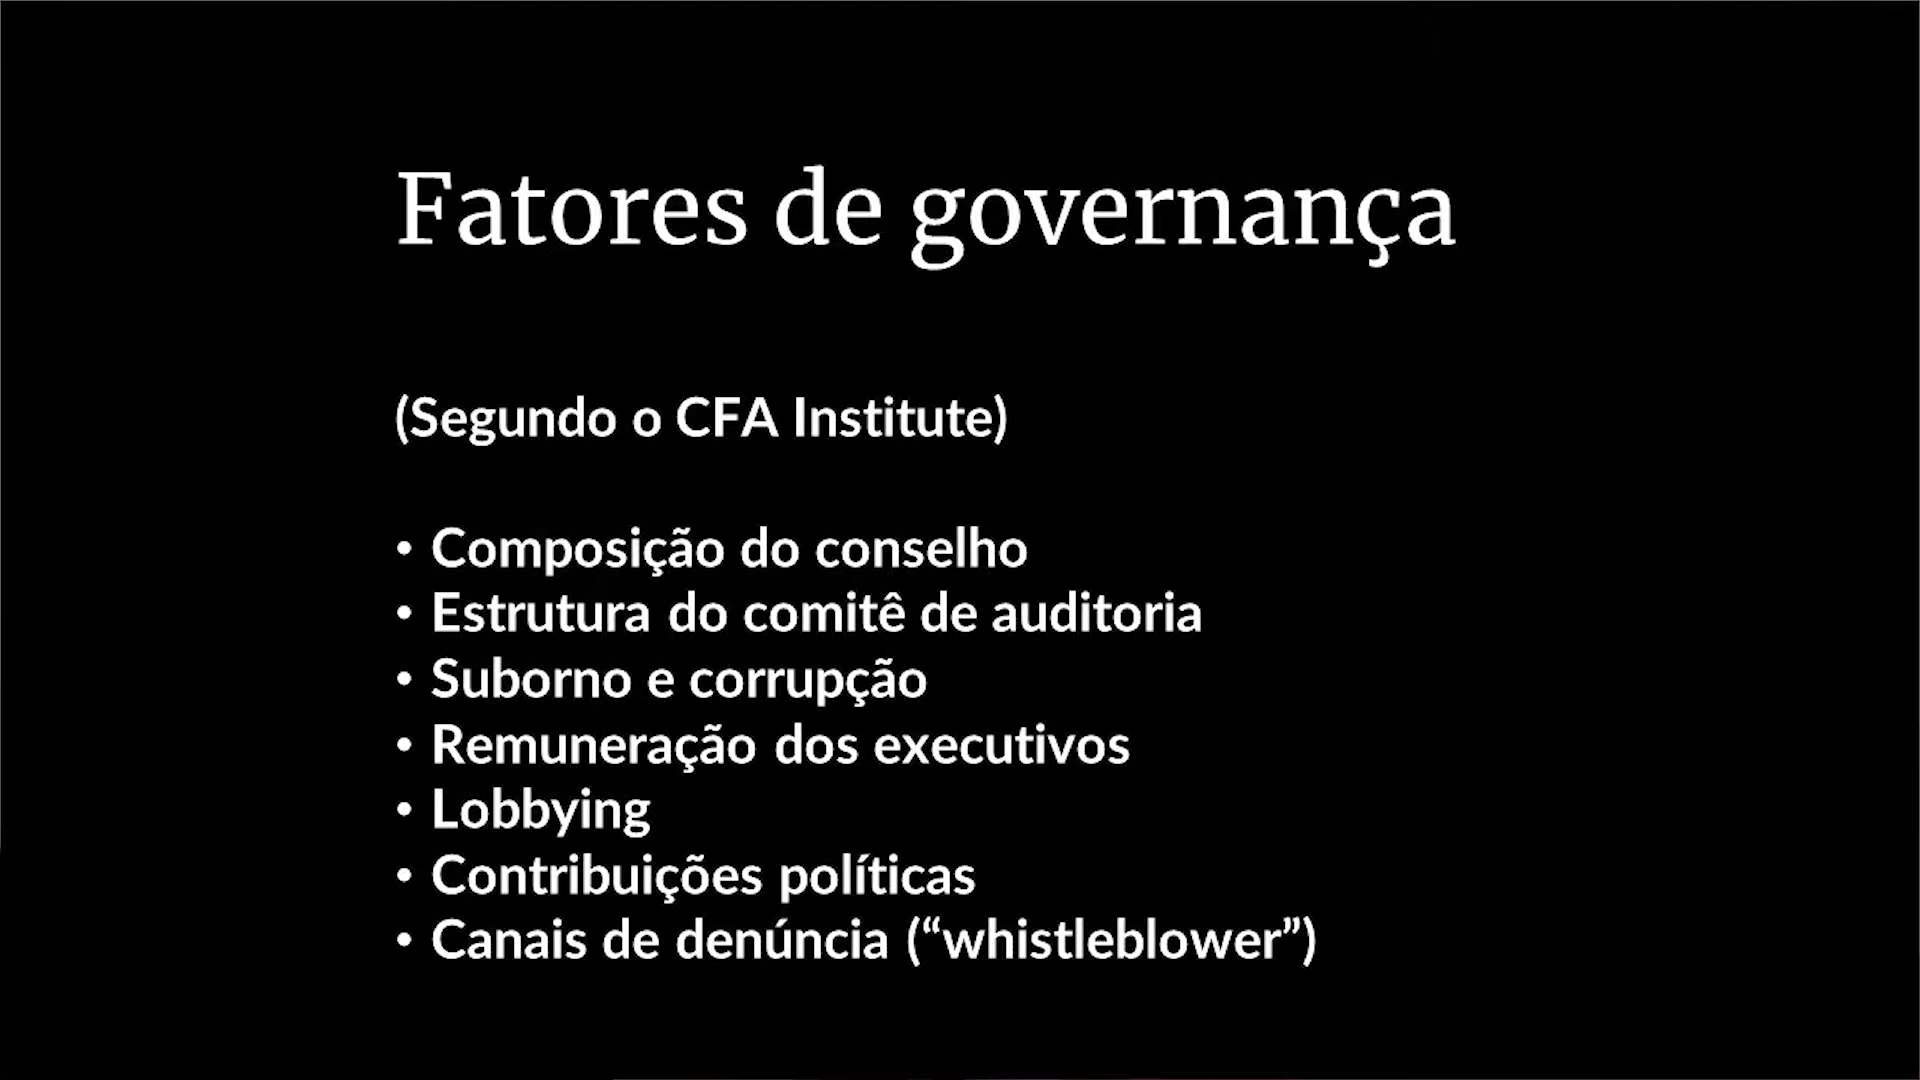 Fatores de governança
(Segundo o CFA Institute)
• Composição do conselho
• Estrutura do comitê de auditoria
• Suborno e corrupção
• Remuneração dos executivos
• Lobbying
• Contribuições políticas
• Canais de denúncia (“whistleblower”)